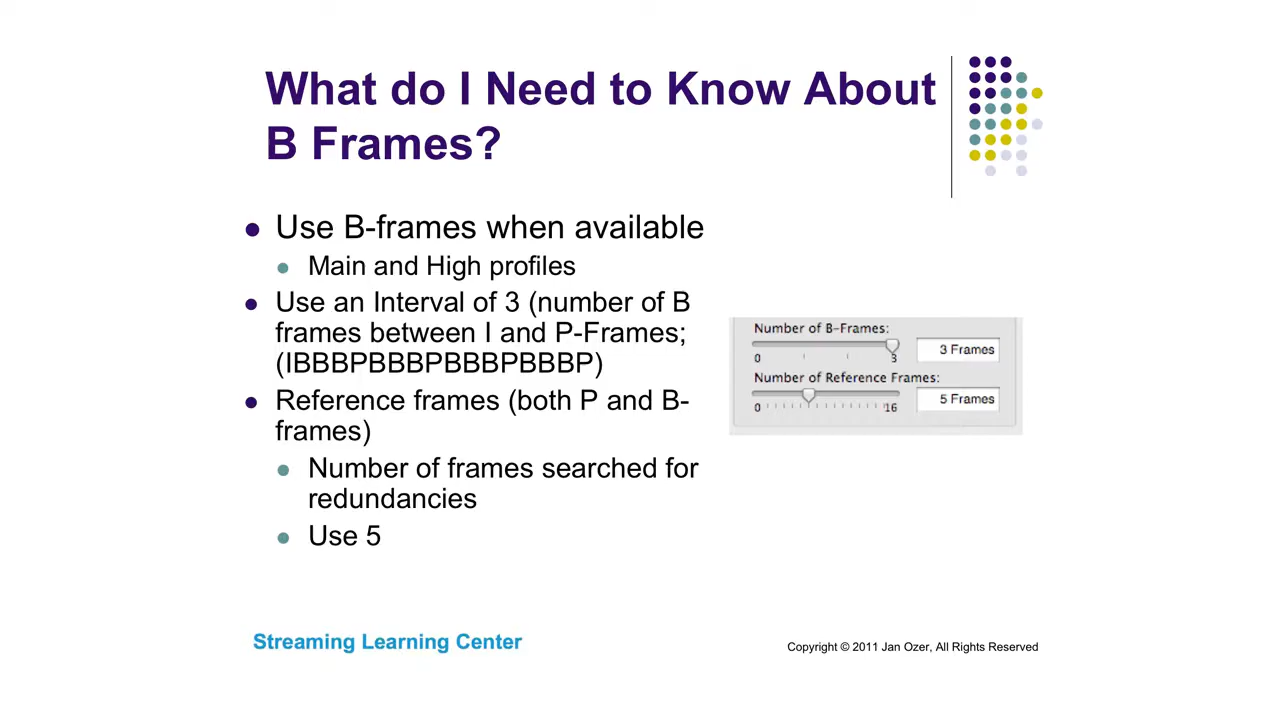 What do I Need to Know About
B Frames?
Use B-frames when available
Main and High profiles
Use an Interval of 3 (number of B
frames between I and P-Frames;
(IBBBPBBBPBBBPBBBP)
Reference frames (both P and B-
frames)
Number of frames searched for
redundancies
Use 5
Number of B-Frames:
3 Frames
0 3
Number of Reference Frames:
5 Frames
0 16
Streaming Learning Center
Copyright © 2011 Jan Ozer, All Rights Reserved